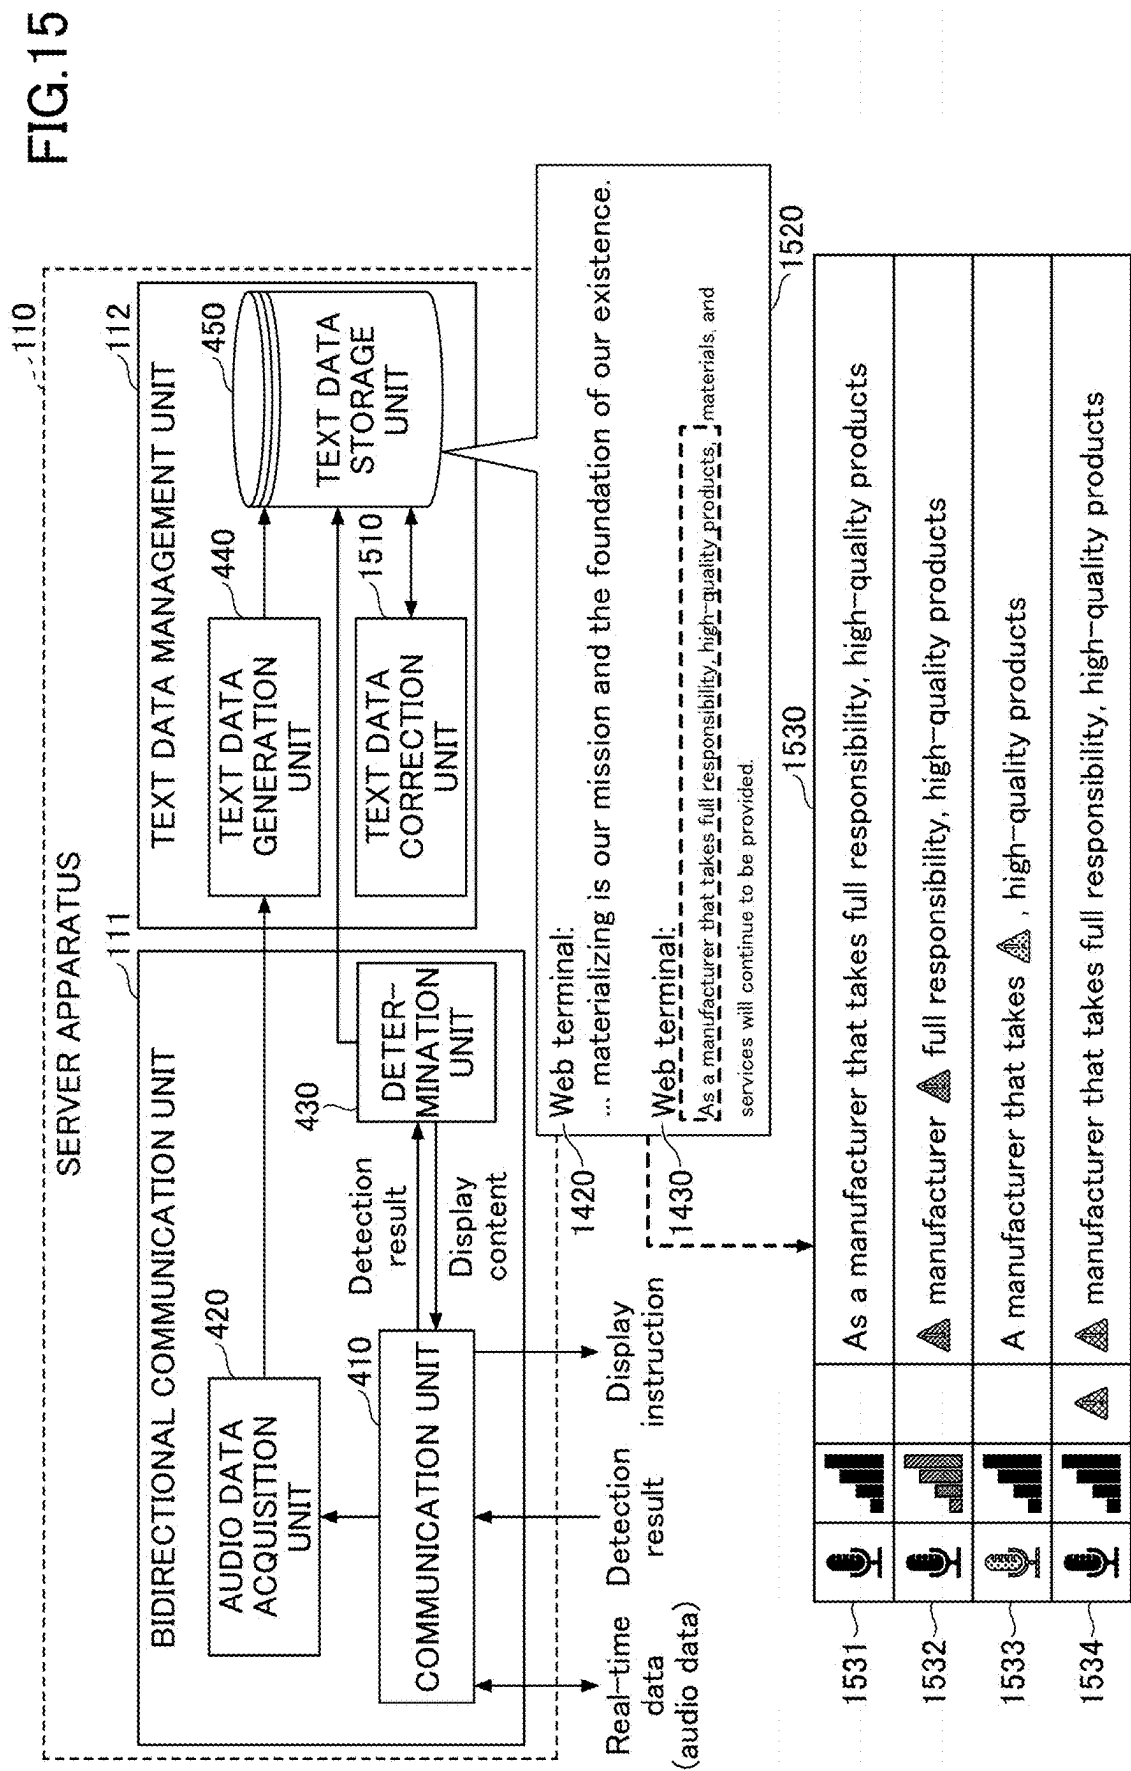 FIG.15
110
SERVER APPARATUS
111
BIDIRECTIONAL COMMUNICATION UNIT
420
AUDIO DATA
ACQUISITION
UNIT
410
COMMUNICATION UNIT
Detection
result
Display
content
430
DETER-
MINATION
UNIT
112
TEXT DATA MANAGEMENT UNIT
440
TEXT DATA
GENERATION
UNIT
1510
TEXT DATA
CORRECTION
UNIT
450
TEXT DATA
STORAGE
UNIT
Real-time
data
(audio data)
Detection
result
Display
instruction
1420
Web terminal:
... materializing is our mission and the foundation of our existence.
1430
Web terminal:
As a manufacturer that takes full responsibility, high-quality products, materials, and
services will continue to be provided.
1520
1530
1531
As a manufacturer that takes full responsibility, high-quality products
1532
manufacturer full responsibility, high-quality products
1533
A manufacturer that takes , high-quality products
1534
manufacturer that takes full responsibility, high-quality products